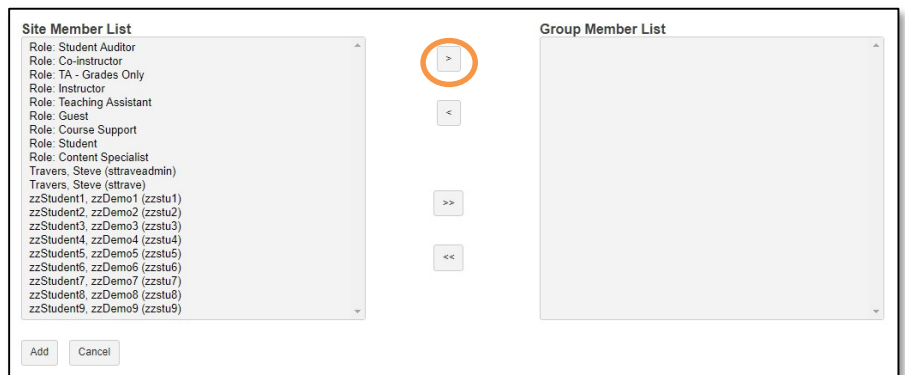 Site Member List
Role: Student Auditor
Role: Co-instructor
Role: TA - Grades Only
Role: Instructor
Role: Teaching Assistant
Role: Guest
Role: Course Support
Role: Student
Role: Content Specialist
Travers, Steve (sttraveadmin)
Travers, Steve (sttrave)
zzStudent1, zzDemo1 (zzstu1)
zzStudent2, zzDemo2 (zzstu2)
zzStudent3, zzDemo3 (zzstu3)
zzStudent4, zzDemo4 (zzstu4)
zzStudent5, zzDemo5 (zzstu5)
zzStudent6, zzDemo6 (zzstu6)
zzStudent7, zzDemo7 (zzstu7)
zzStudent8, zzDemo8 (zzstu8)
zzStudent9, zzDemo9 (zzstu9)
>
<
>>
<<
Group Member List
Add Cancel